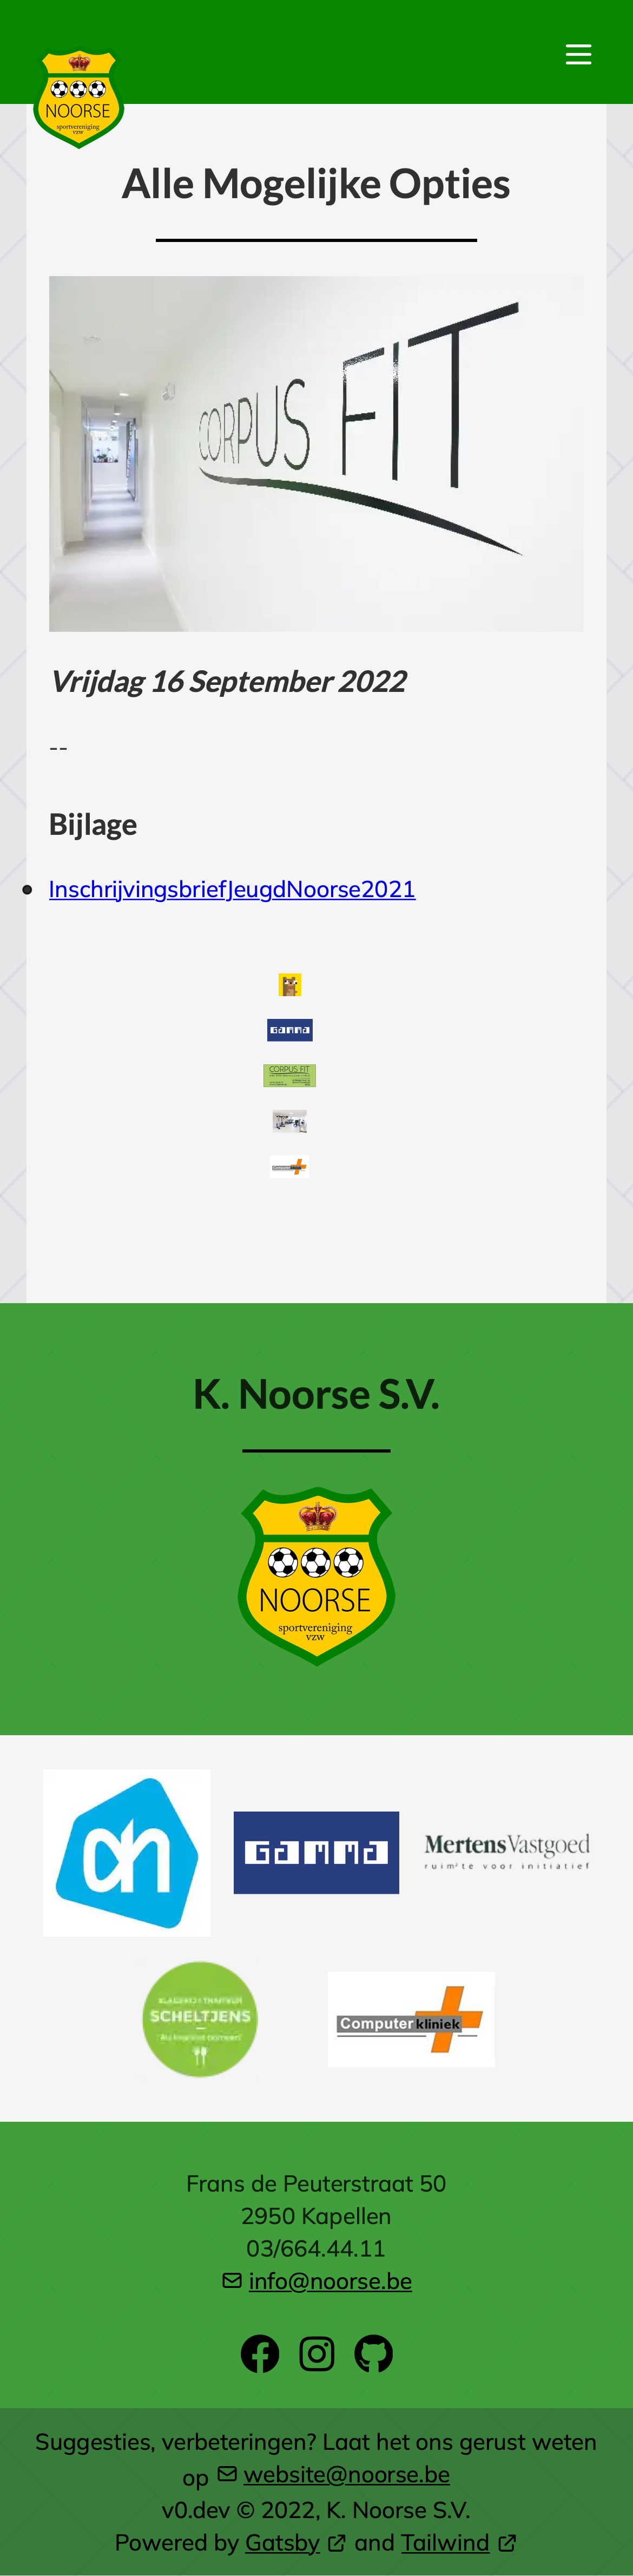 NOORSE
sportvereniging
vzw
Alle Mogelijke Opties
CORPUS FIT
Vrijdag 16 September 2022
--
Bijlage
InschrijvingsbriefJeugdNoorse2021
GAMMA
CORPUS FIT
K. Noorse S.V.
NOORSE
sportvereniging
vzw
GAMMA
MertensVastgoed
ruimte voor initiatief
SCHELTJENS
Computerkliniek
Frans de Peuterstraat 50
2950 Kapellen
03/664.44.11
info@noorse.be
Suggesties, verbeteringen? Laat het ons gerust weten
op website@noorse.be
v0.dev © 2022, K. Noorse S.V.
Powered by Gatsby and Tailwind